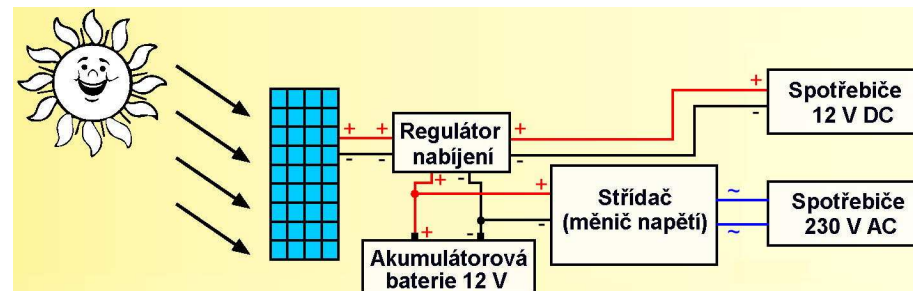 + + Regulátor nabíjení +
- - -
+ Spotřebiče
- 12 V DC
+ -
+ Střídač
- (měnič napětí)
~ Spotřebiče
~ 230 V AC
+ -
Akumulátorová
baterie 12 V